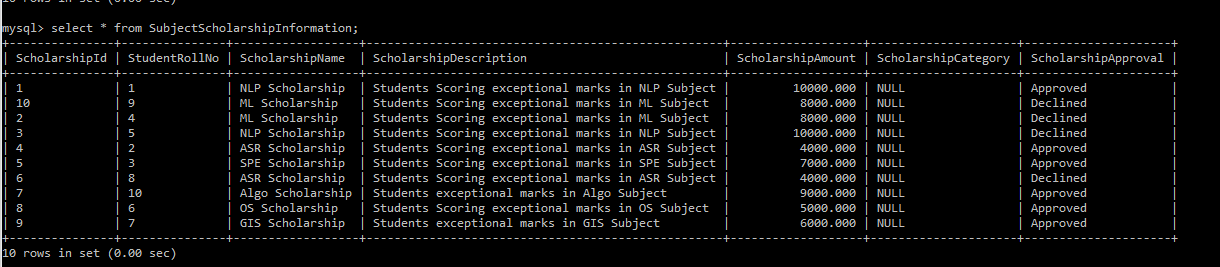 10 rows in set (0.00 sec)
mysql> select * from SubjectScholarshipInformation;
+---------------+---------------+------------------+------------------------------------------------+-------------------+---------------------+---------------------+
| ScholarshipId | StudentRollNo | ScholarshipName  | ScholarshipDescription                         | ScholarshipAmount | ScholarshipCategory | ScholarshipApproval |
+---------------+---------------+------------------+------------------------------------------------+-------------------+---------------------+---------------------+
| 1             | 1             | NLP Scholarship  | Students Scoring exceptional marks in NLP Subject |         10000.000 | NULL                | Approved            |
| 10            | 9             | ML Scholarship   | Students Scoring exceptional marks in ML Subject  |          8000.000 | NULL                | Declined            |
| 2             | 4             | ML Scholarship   | Students Scoring exceptional marks in ML Subject  |          8000.000 | NULL                | Declined            |
| 3             | 5             | NLP Scholarship  | Students Scoring exceptional marks in NLP Subject |         10000.000 | NULL                | Declined            |
| 4             | 2             | ASR Scholarship  | Students Scoring exceptional marks in ASR Subject |          4000.000 | NULL                | Approved            |
| 5             | 3             | SPE Scholarship  | Students Scoring exceptional marks in SPE Subject |          7000.000 | NULL                | Approved            |
| 6             | 8             | ASR Scholarship  | Students Scoring exceptional marks in ASR Subject |          4000.000 | NULL                | Declined            |
| 7             | 10            | Algo Scholarship | Students exceptional marks in Algo Subject        |          9000.000 | NULL                | Approved            |
| 8             | 6             | OS Scholarship   | Students Scoring exceptional marks in OS Subject  |          5000.000 | NULL                | Approved            |
| 9             | 7             | GIS Scholarship  | Students exceptional marks in GIS Subject         |          6000.000 | NULL                | Approved            |
+---------------+---------------+------------------+------------------------------------------------+-------------------+---------------------+---------------------+
10 rows in set (0.00 sec)